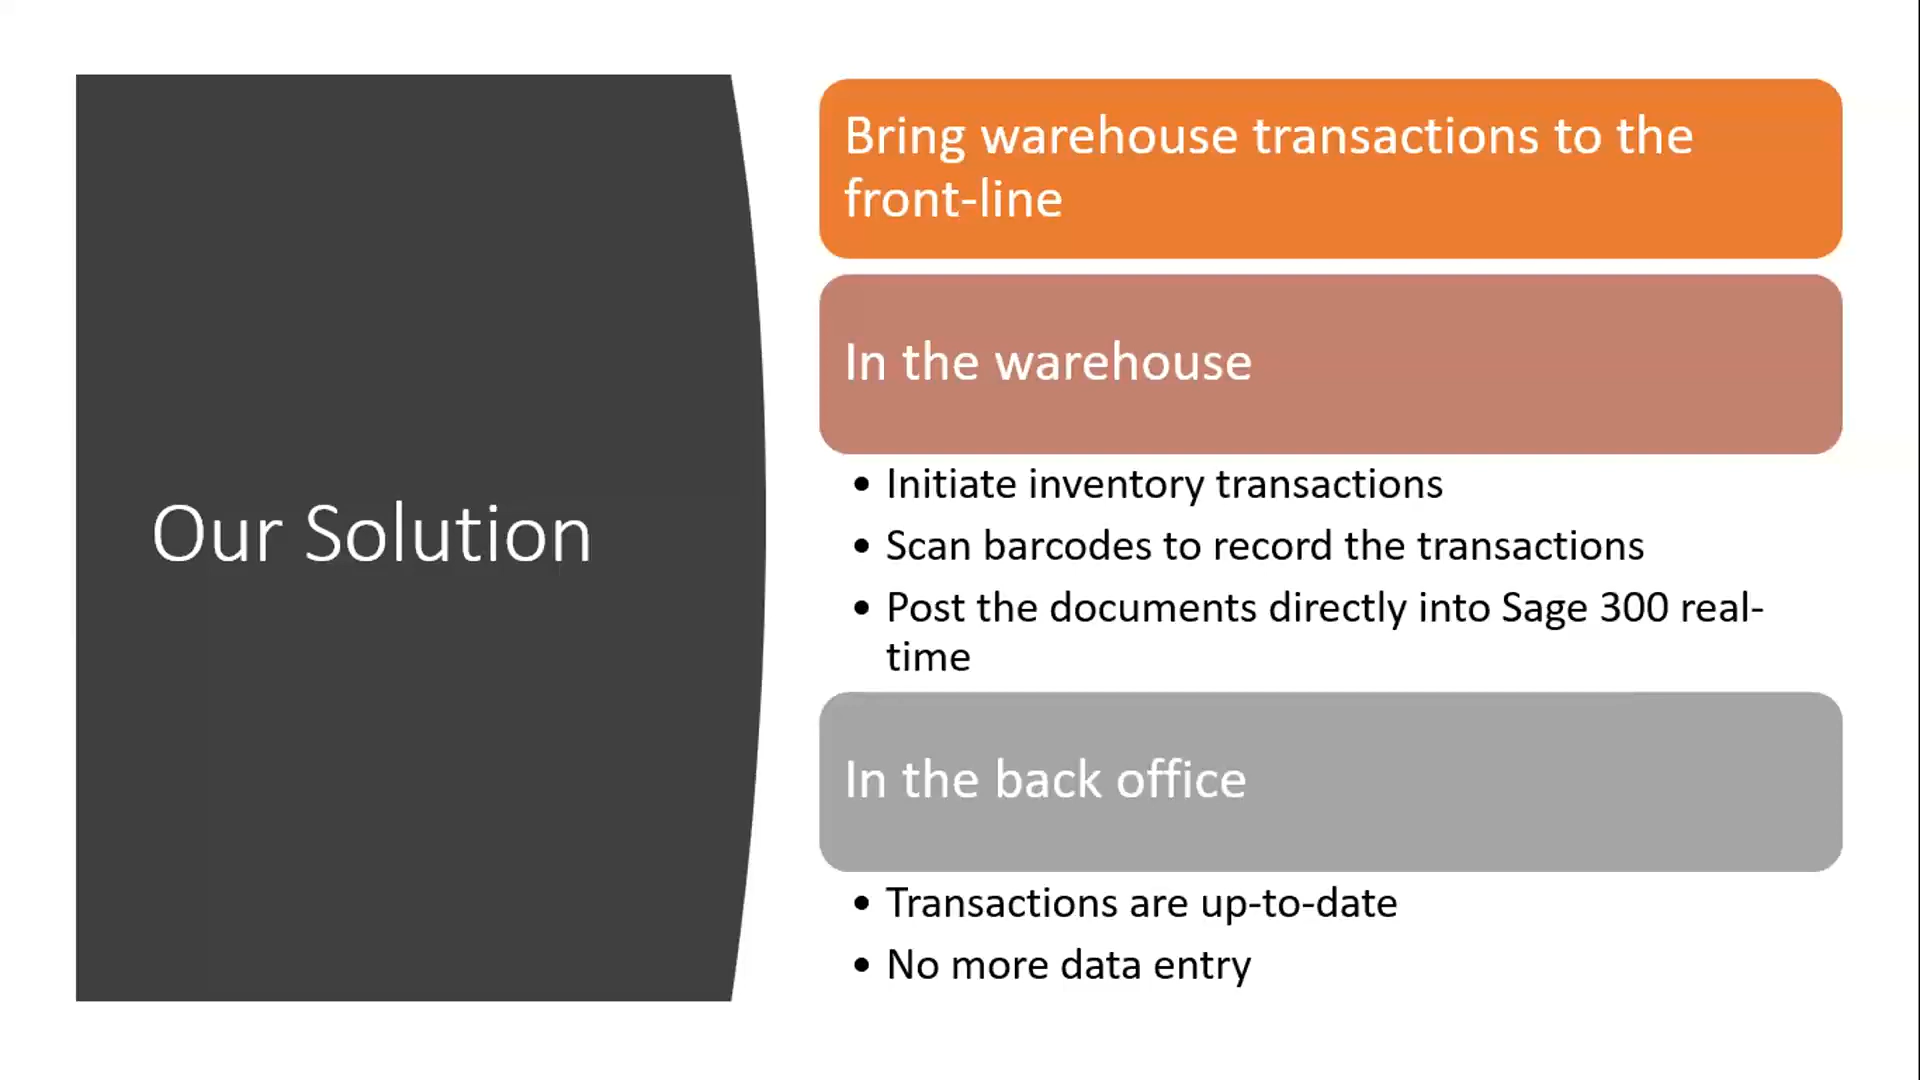 Our Solution
Bring warehouse transactions to the
front-line
In the warehouse
• Initiate inventory transactions
• Scan barcodes to record the transactions
• Post the documents directly into Sage 300 real-
time
In the back office
• Transactions are up-to-date
• No more data entry